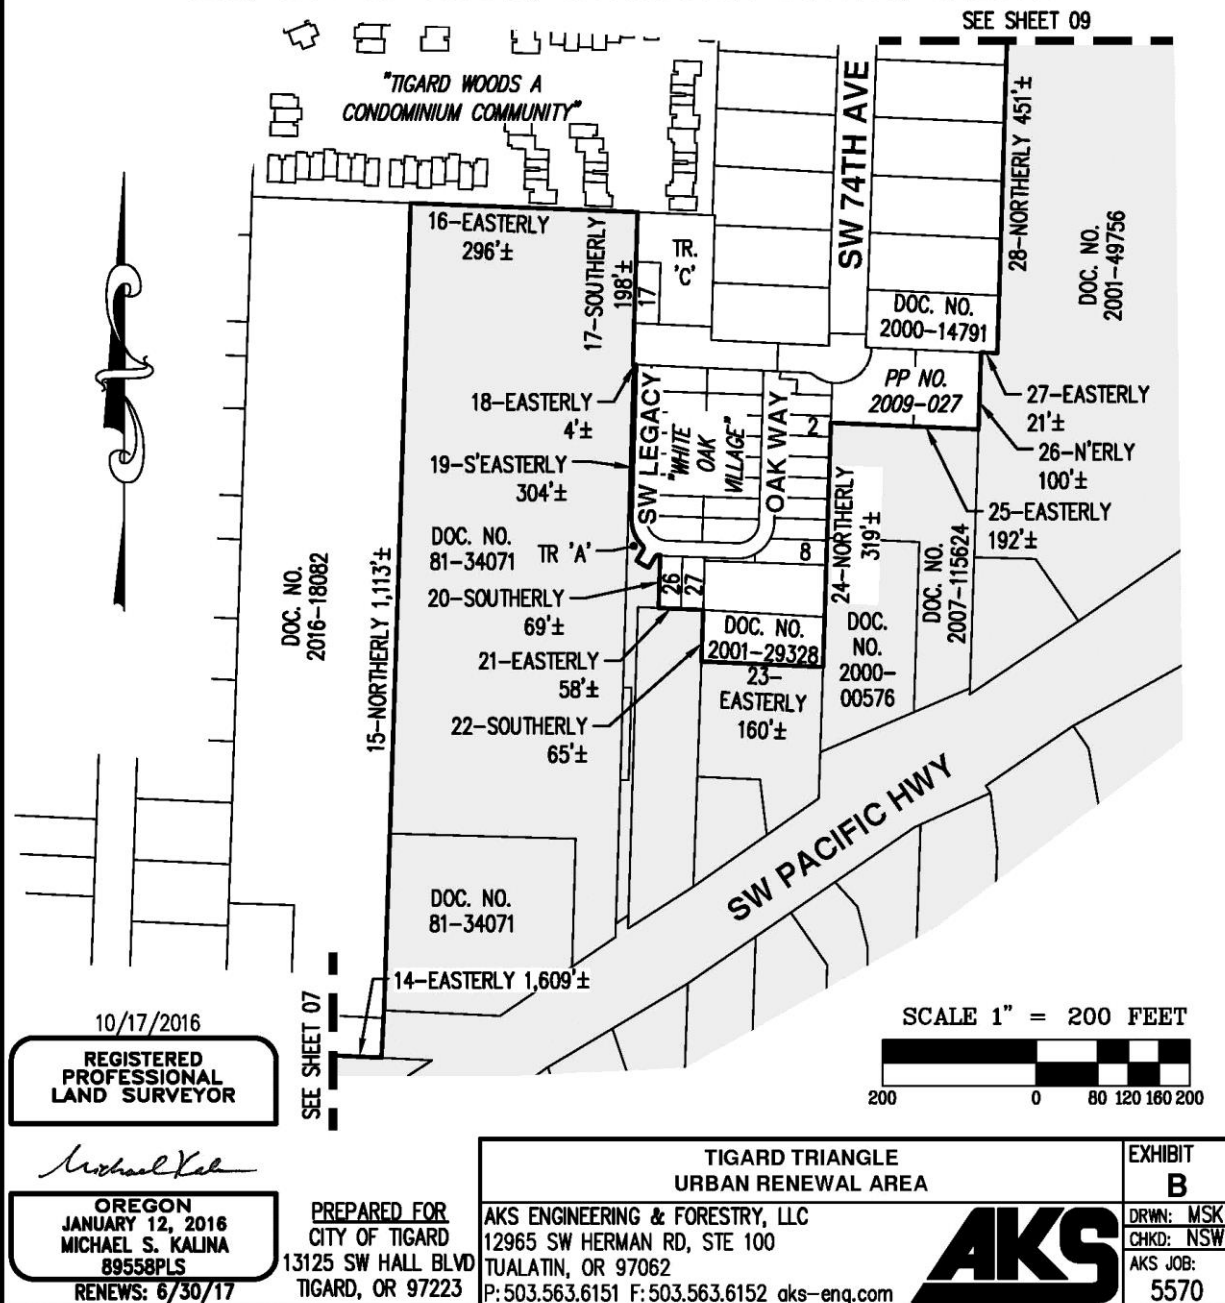 SEE SHEET 09
"TIGARD WOODS A
CONDOMINIUM COMMUNITY"
SW 74TH AVE
28-NORTHERLY 451'±
DOC. NO.
2001-49756
16-EASTERLY
296'±
17-SOUTHERLY
198'±
TR.
'C'
17
DOC. NO.
2000-14791
PP NO.
2009-027
27-EASTERLY
21'±
26-N'ERLY
100'±
25-EASTERLY
192'±
18-EASTERLY
4'±
19-S'EASTERLY
304'±
SW LEGACY
"WHITE
OAK
VILLAGE"
OAK WAY
2
8
24-NORTHERLY
319'±
DOC. NO.
81-34071
TR 'A'
20-SOUTHERLY
69'±
26
27
21-EASTERLY
58'±
22-SOUTHERLY
65'±
DOC. NO.
2001-29328
23-
EASTERLY
160'±
DOC.
NO.
2000-
00576
DOC. NO.
2007-115624
DOC. NO.
2016-18082
15-NORTHERLY 1,113'±
DOC. NO.
81-34071
SW PACIFIC HWY
14-EASTERLY 1,609'±
SEE SHEET 07
SCALE 1" = 200 FEET
200 0 80 120 160 200
10/17/2016
REGISTERED
PROFESSIONAL
LAND SURVEYOR
OREGON
JANUARY 12, 2016
MICHAEL S. KALINA
89558PLS
RENEWS: 6/30/17
PREPARED FOR
CITY OF TIGARD
13125 SW HALL BLVD
TIGARD, OR 97223
TIGARD TRIANGLE
URBAN RENEWAL AREA
AKS ENGINEERING & FORESTRY, LLC
12965 SW HERMAN RD, STE 100
TUALATIN, OR 97062
P: 503.563.6151 F: 503.563.6152 aks-eng.com
AKS
EXHIBIT
B
DRWN: MSK
CHKD: NSW
AKS JOB:
5570